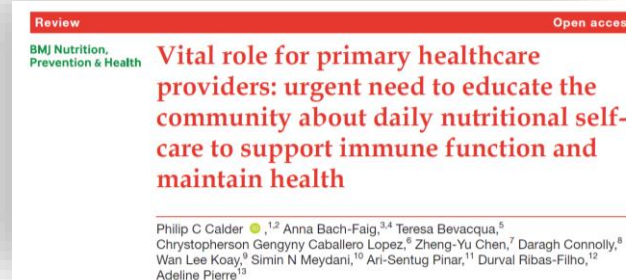 Review
Open acces
BMJ Nutrition,
Prevention & Health
Vital role for primary healthcare
providers: urgent need to educate the
community about daily nutritional self-
care to support immune function and
maintain health
Philip C Calder ,1,2 Anna Bach-Faig,3,4 Teresa Bevacqua,5
Chrystopherson Gengyny Caballero Lopez,6 Zheng-Yu Chen,7 Daragh Connolly,8
Wan Lee Koay,9 Simin N Meydani,10 Ari-Sentug Pinar,11 Durval Ribas-Filho,12
Adeline Pierre13